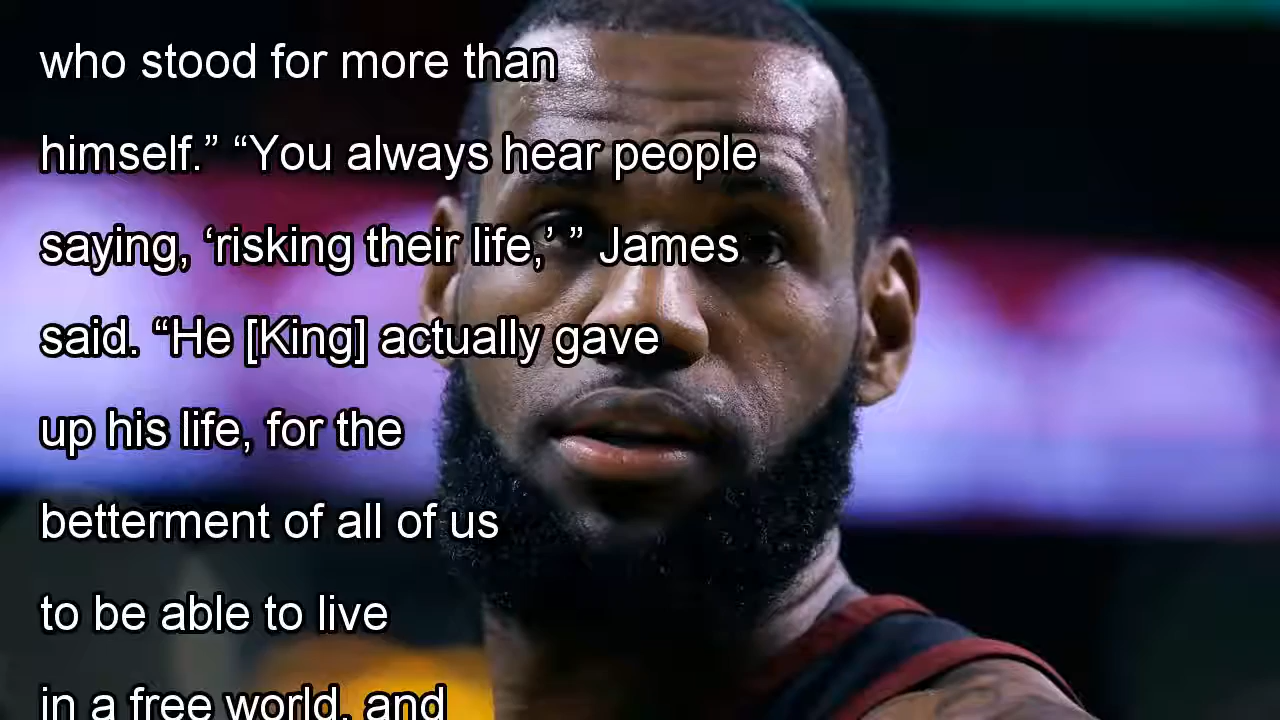 who stood for more than
himself.” “You always hear people
saying, ‘risking their life,’ ” James
said. “He [King] actually gave
up his life, for the
betterment of all of us
to be able to live
in a free world, and